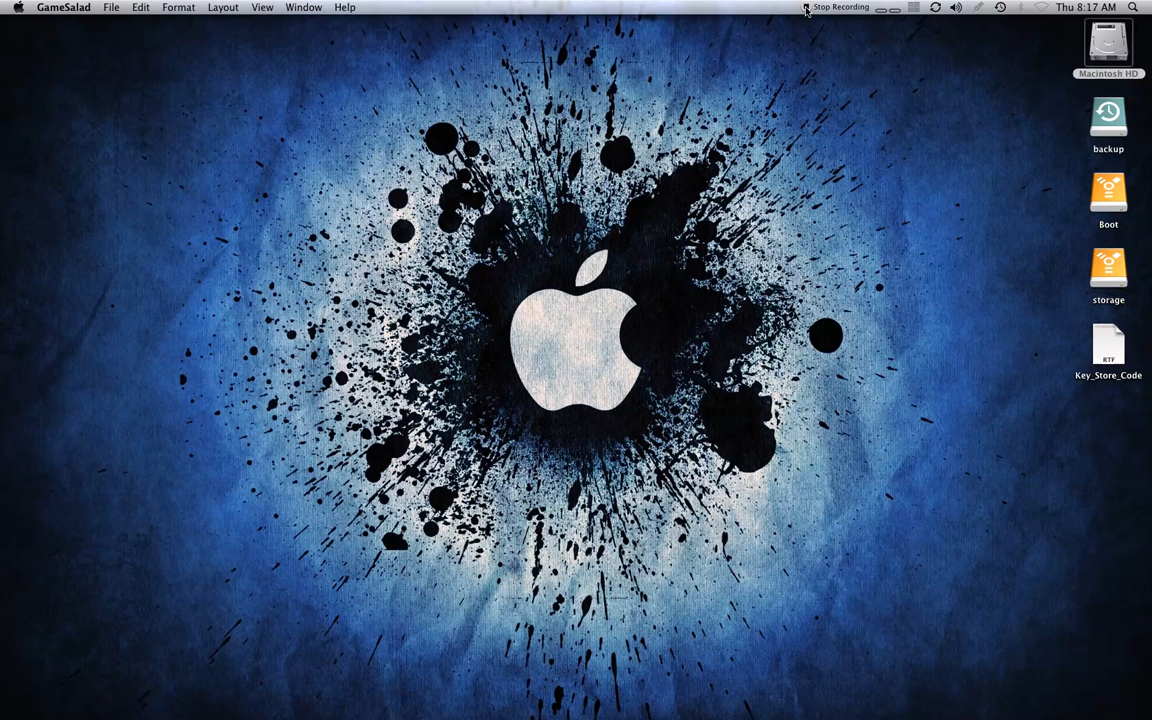 GameSalad File Edit Format Layout View Window Help Stop Recording Thu 8:17 AM
Macintosh HD
backup
Boot
storage
RTF
Key_Store_Code